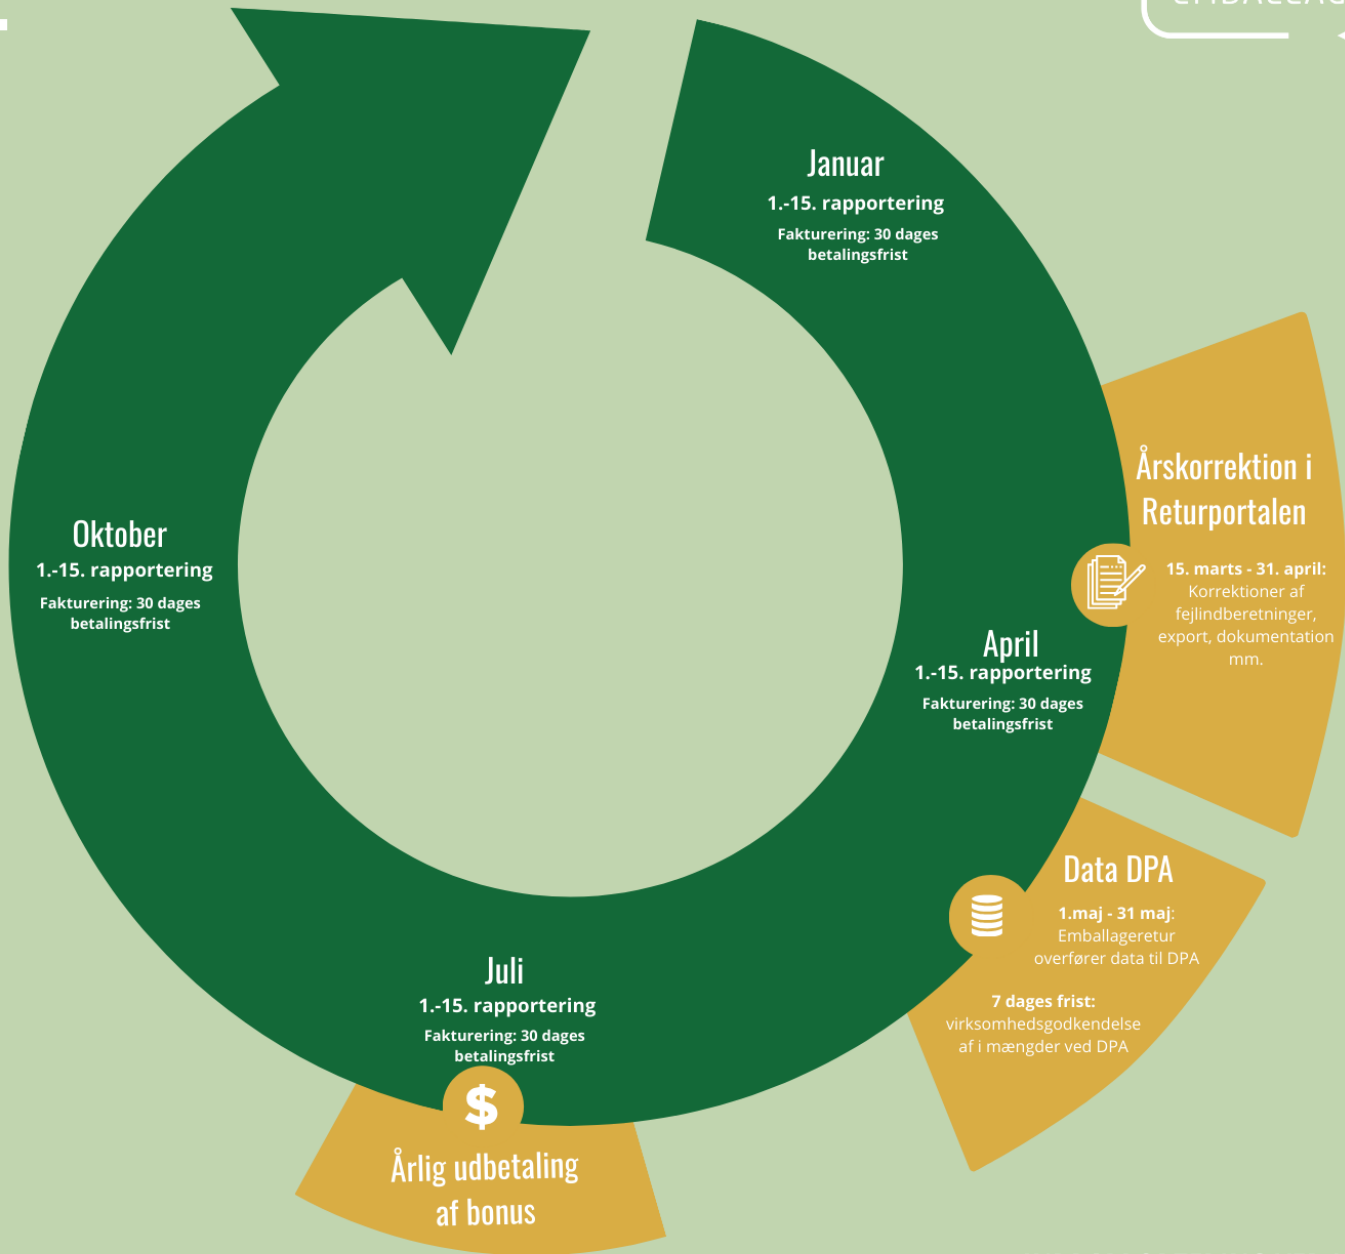 Januar
1.-15. rapportering
Fakturering: 30 dages
betalingsfrist
Årskorrektion i
Returportalen
15. marts - 31. april:
Korrektioner af
fejlindberetninger,
export, dokumentation
mm.
April
1.-15. rapportering
Fakturering: 30 dages
betalingsfrist
Data DPA
1.maj - 31 maj:
Emballageretur
overfører data til DPA
7 dages frist:
virksomhedsgodkendelse
af i mængder ved DPA
Juli
1.-15. rapportering
Fakturering: 30 dages
betalingsfrist
$
Årlig udbetaling
af bonus
Oktober
1.-15. rapportering
Fakturering: 30 dages
betalingsfrist